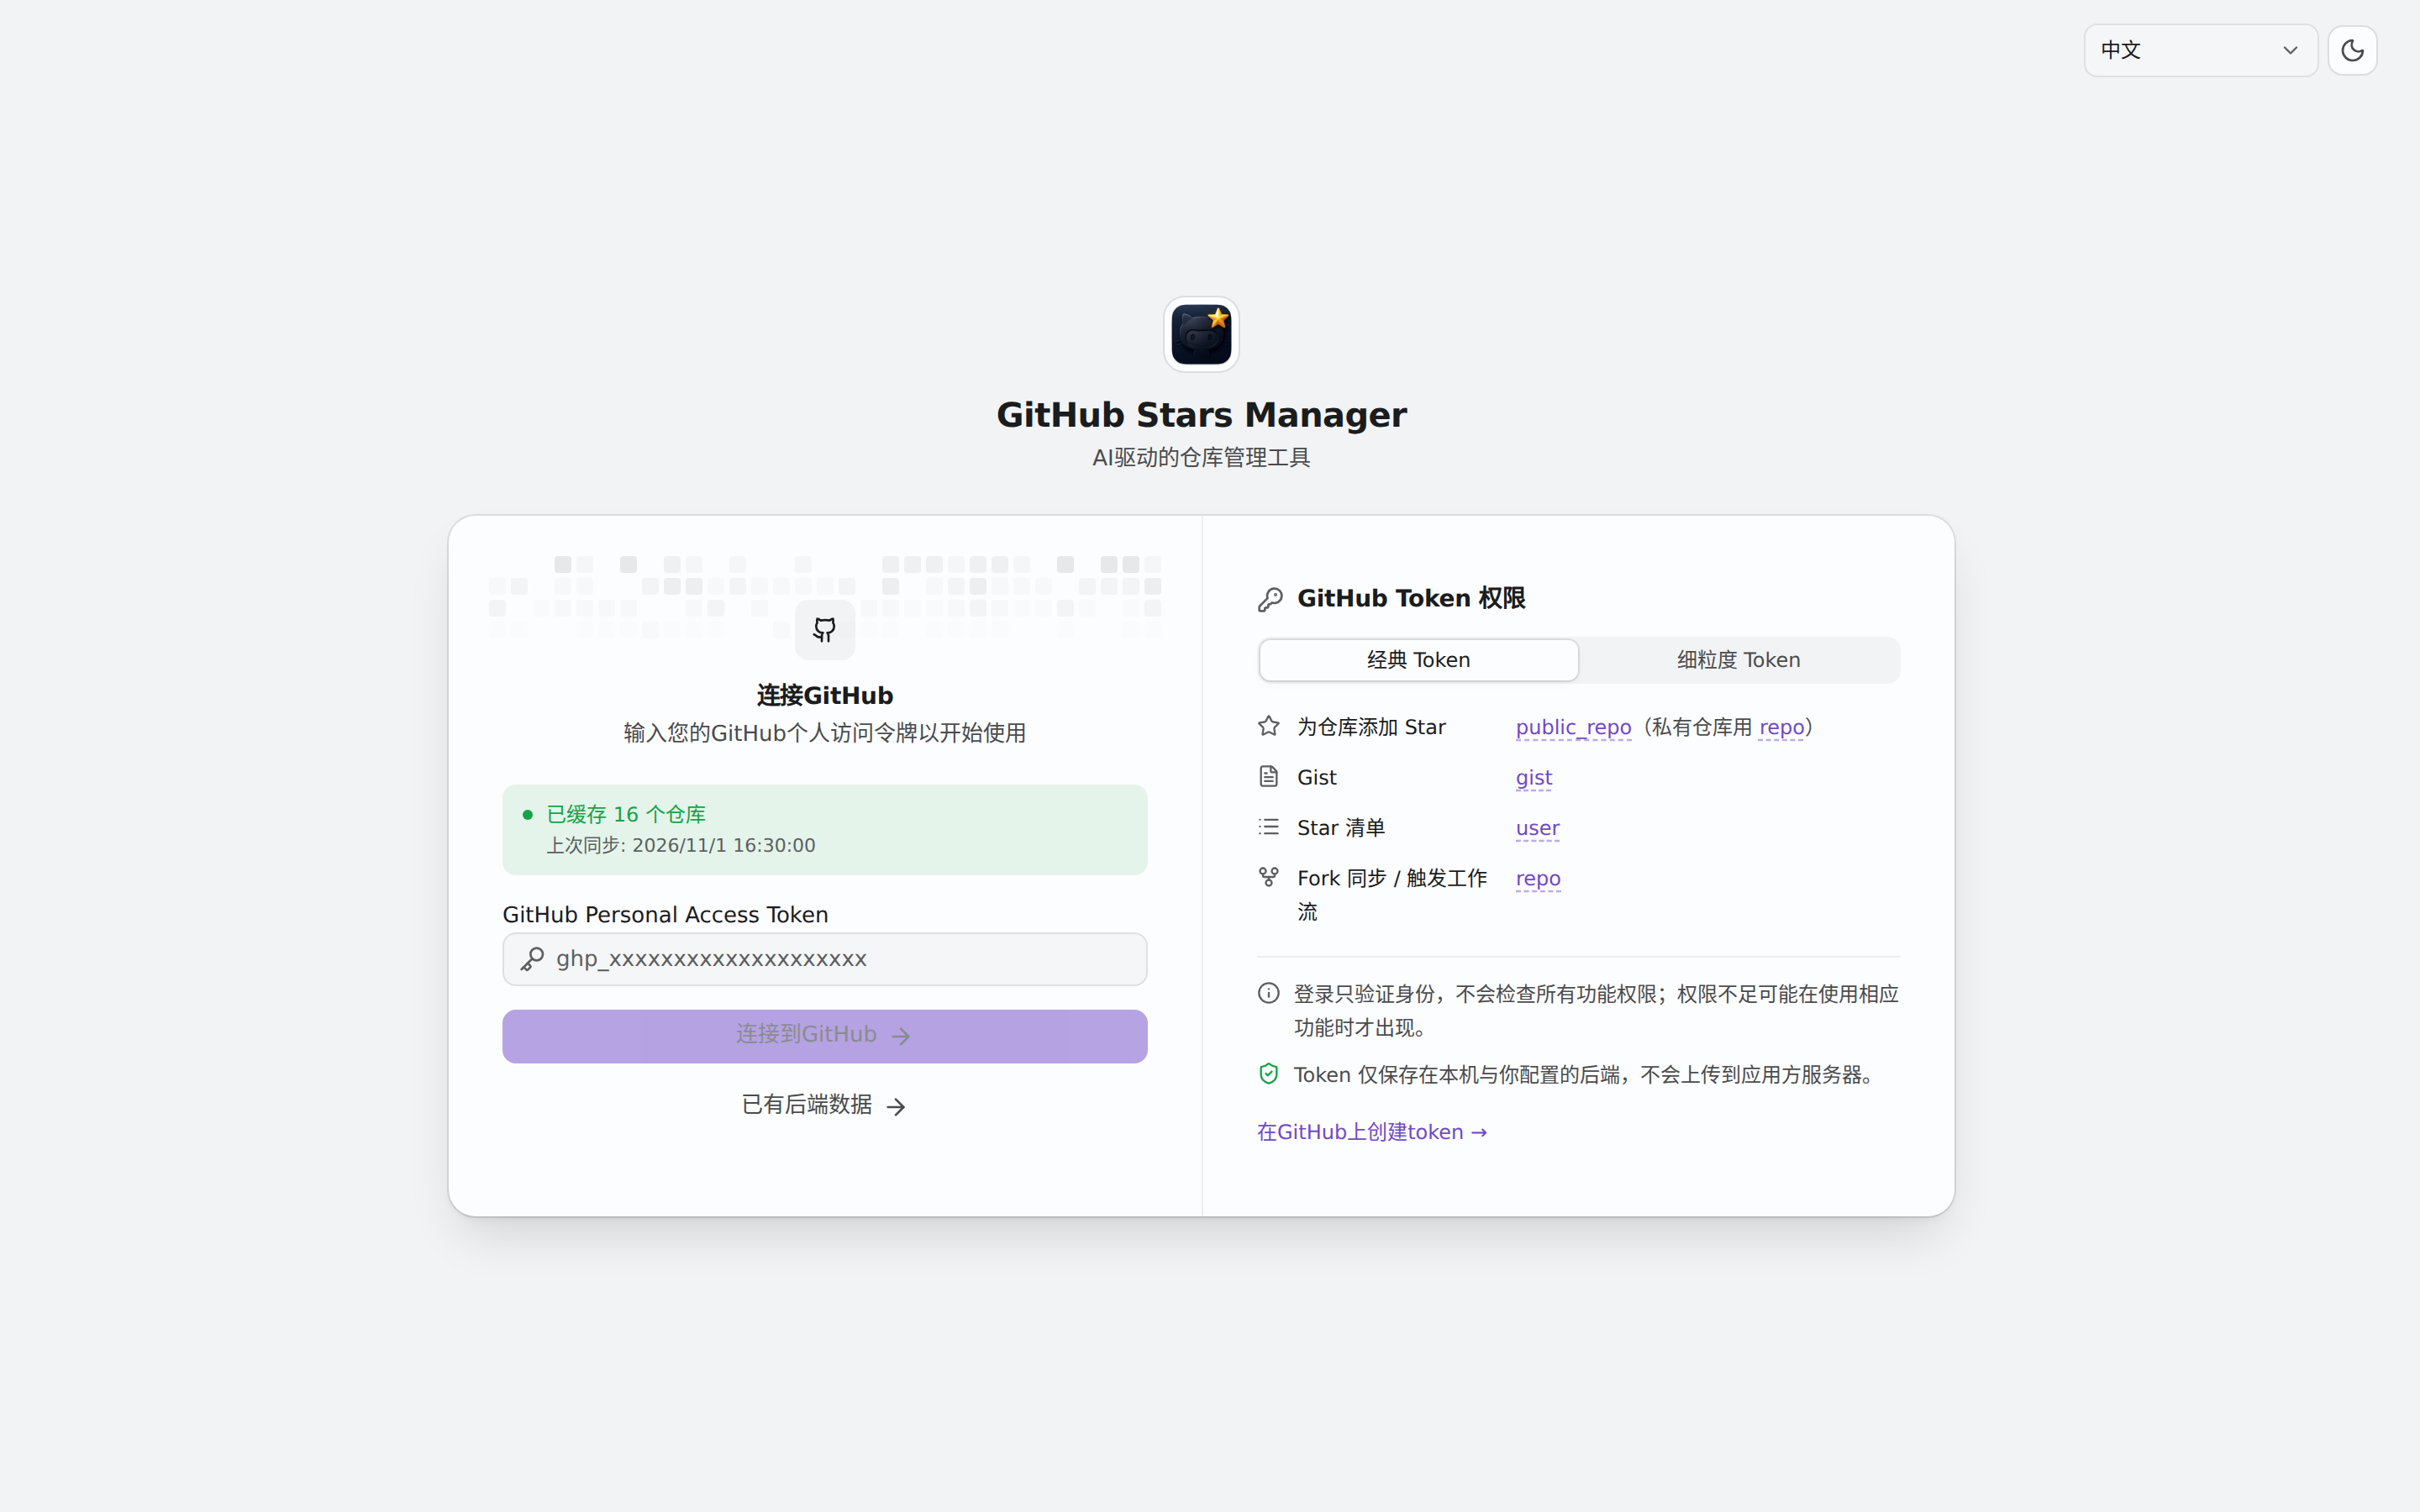 中文
GitHub Stars Manager
AI驱动的仓库管理工具
连接GitHub
输入您的GitHub个人访问令牌以开始使用
已缓存 16 个仓库
上次同步: 2026/11/1 16:30:00
GitHub Personal Access Token
ghp_xxxxxxxxxxxxxxxxxxxx
连接到GitHub →
已有后端数据 →
GitHub Token 权限
经典 Token
细粒度 Token
为仓库添加 Star public_repo（私有仓库用 repo）
Gist gist
Star 清单 user
Fork 同步 / 触发工作 repo
流
登录只验证身份，不会检查所有功能权限；权限不足可能在使用相应
功能时才出现。
Token 仅保存在本机与你配置的后端，不会上传到应用方服务器。
在GitHub上创建token →